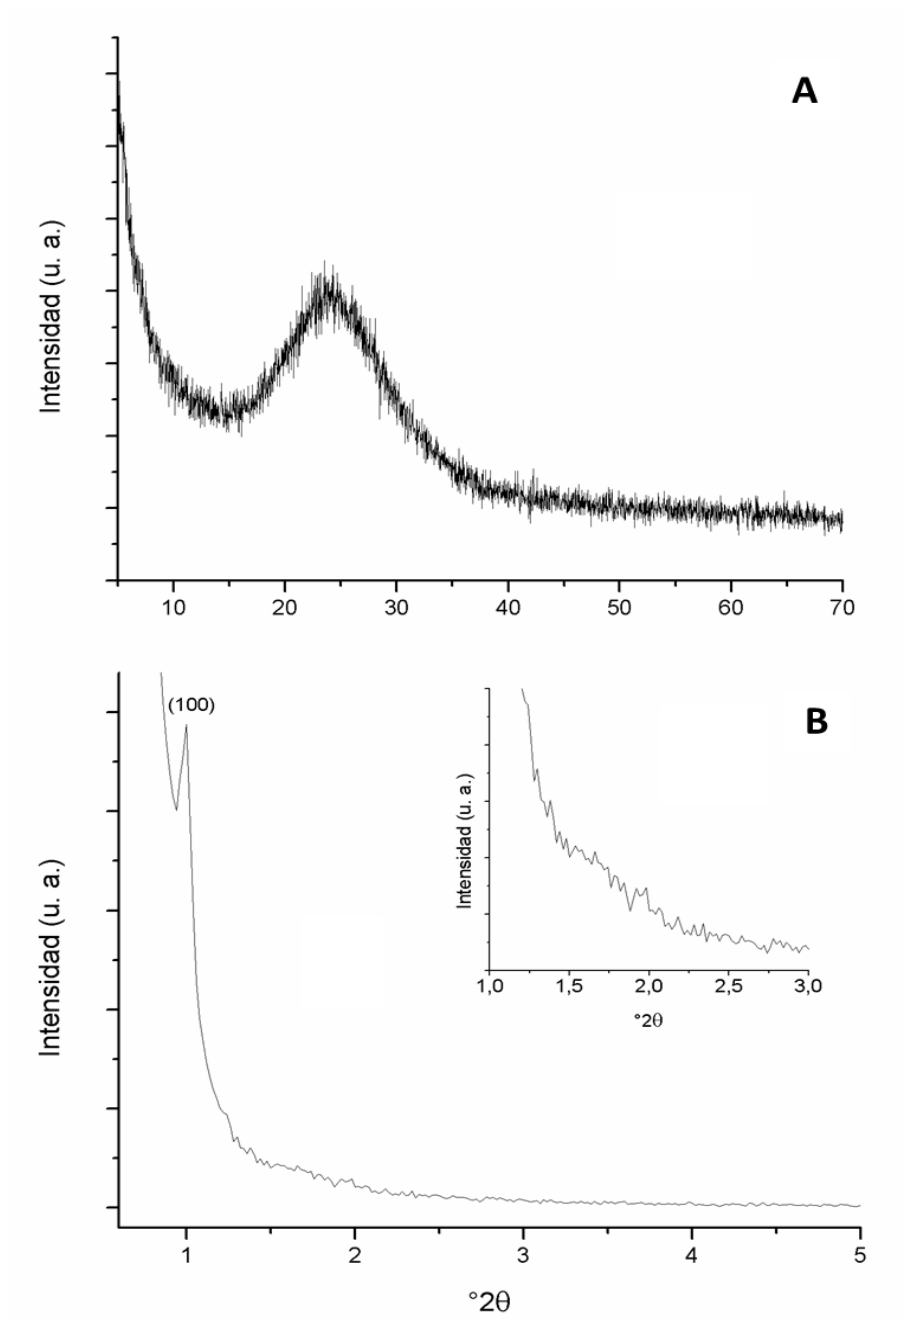 A
Intensidad (u. a.)
10 20 30 40 50 60 70
(100)
B
Intensidad (u. a.)
Intensidad (u. a.)
1,0 1,5 2,0 2,5 3,0
°2θ
1 2 3 4 5
°2θ